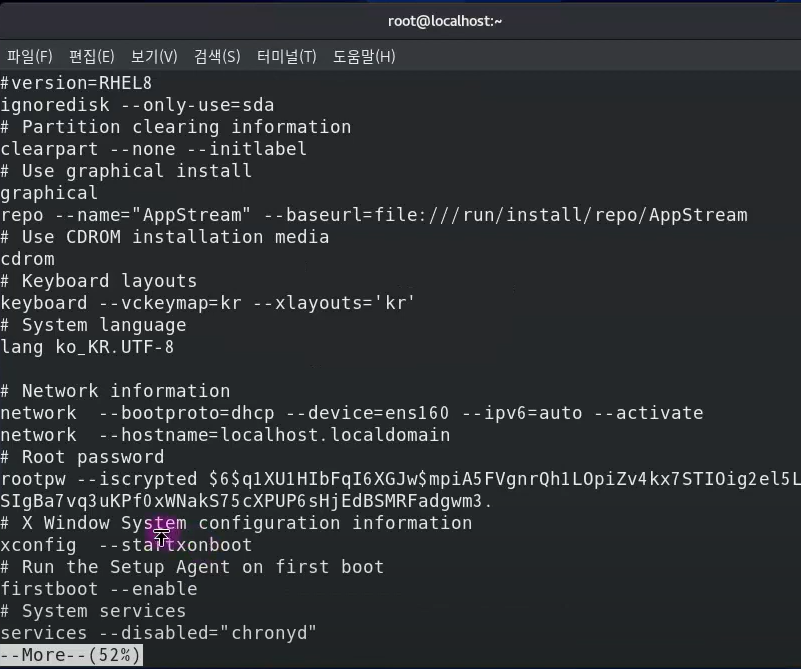 root@localhost:~
파일(F) 편집(E) 보기(V) 검색(S) 터미널(T) 도움말(H)
#version=RHEL8
ignoredisk --only-use=sda
# Partition clearing information
clearpart --none --initlabel
# Use graphical install
graphical
repo --name="AppStream" --baseurl=file:///run/install/repo/AppStream
# Use CDROM installation media
cdrom
# Keyboard layouts
keyboard --vckeymap=kr --xlayouts='kr'
# System language
lang ko_KR.UTF-8

# Network information
network  --bootproto=dhcp --device=ens160 --ipv6=auto --activate
network  --hostname=localhost.localdomain
# Root password
rootpw --iscrypted $6$q1XU1HIbFqI6XGJw$mpiA5FVgnrQh1LOpiZv4kx7STIOig2el5L
SIgBa7vq3uKPf0xWNakS75cXPUP6sHjEdBSMRFadgwm3.
# X Window System configuration information
xconfig  --startxonboot
# Run the Setup Agent on first boot
firstboot --enable
# System services
services --disabled="chronyd"
--More--(52%)